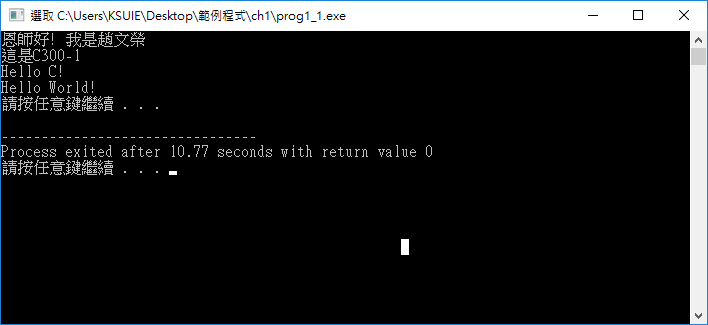 選取 C:\Users\KSUIE\Desktop\範例程式\ch1\prog1_1.exe
恩師好! 我是趙文榮
這是C300-1
Hello C!
Hello World!
請按任意鍵繼續 . . .
--------------------------------
Process exited after 10.77 seconds with return value 0
請按任意鍵繼續 . . .